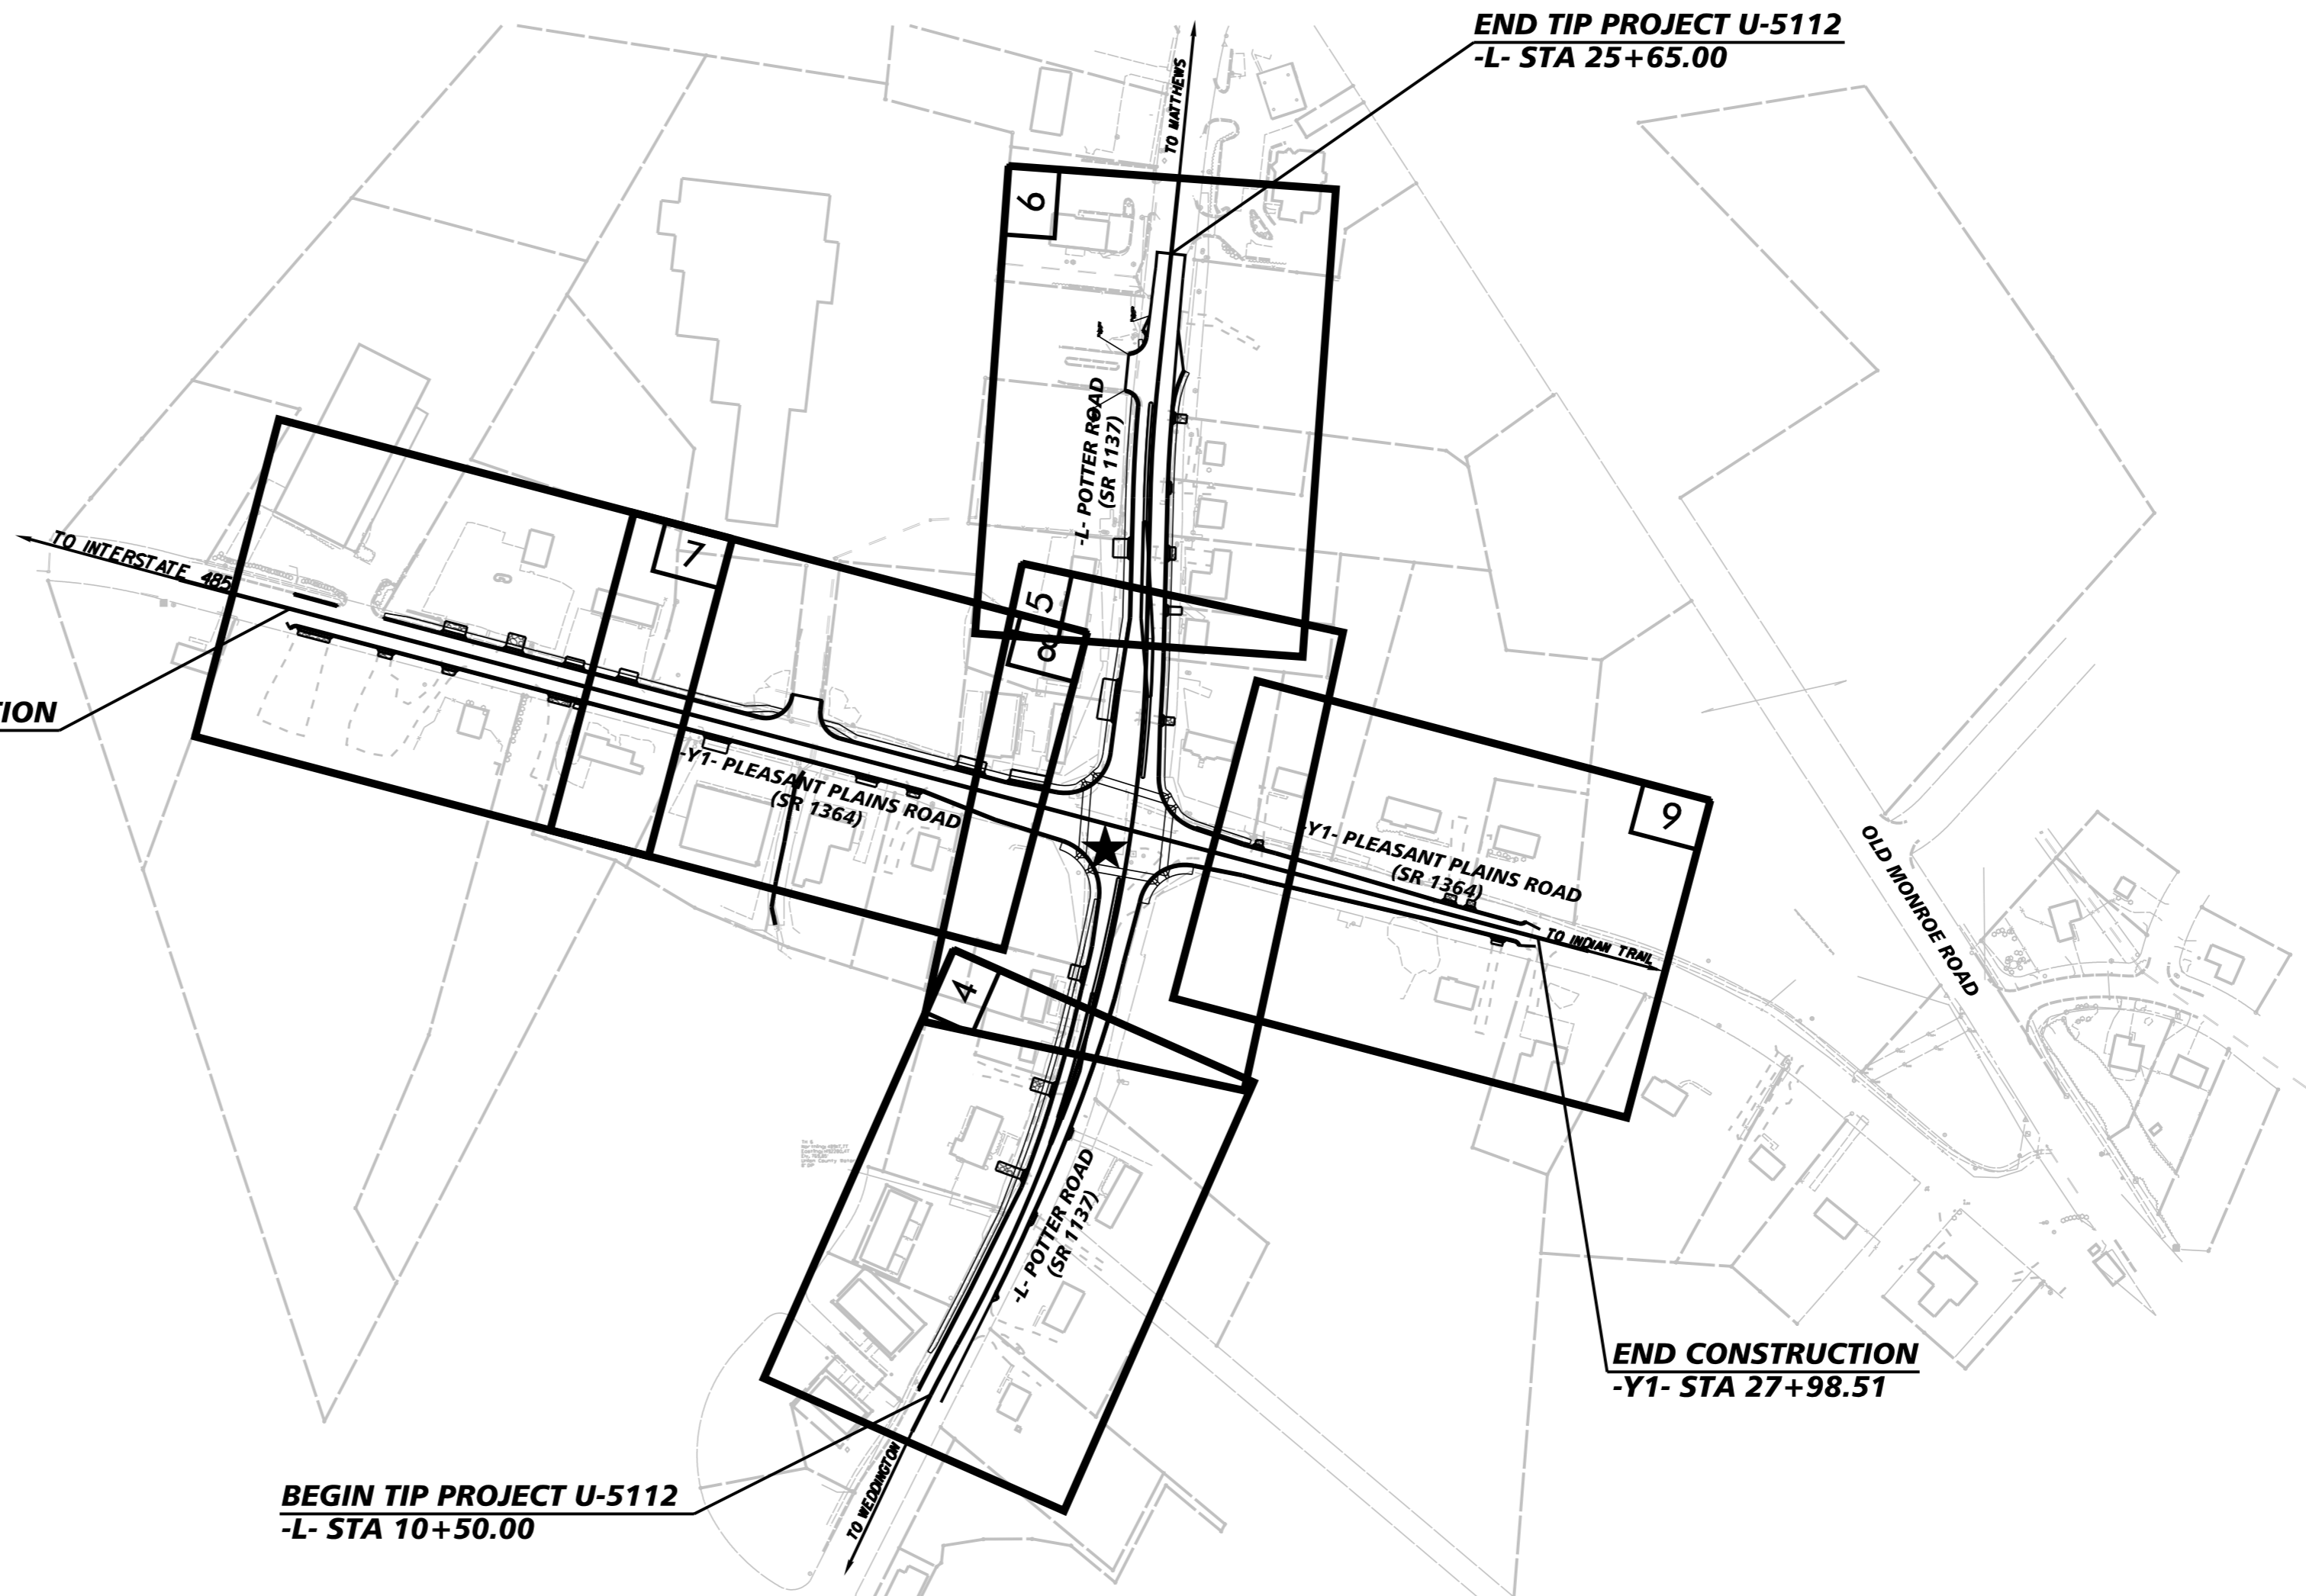 END TIP PROJECT U-5112
-L- STA 25+65.00
TO MATTHEWS
6
-L- POTTER ROAD
(SR 1137)
TO INTERSTATE 485
7
5
8
TION
-Y1- PLEASANT PLAINS ROAD
(SR 1364)
9
-Y1- PLEASANT PLAINS ROAD
(SR 1364)
TO INDIAN TRAIL
OLD MONROE ROAD
4
-L- POTTER ROAD
(SR 1137)
END CONSTRUCTION
-Y1- STA 27+98.51
BEGIN TIP PROJECT U-5112
-L- STA 10+50.00
TO WEDDINGTON